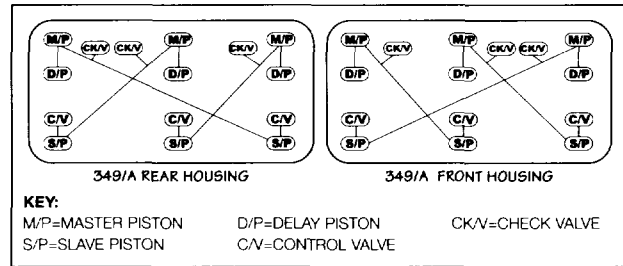 M/P CK/V CK/V M/P CK/V M/P
D/P D/P D/P
C/V C/V C/V
S/P S/P S/P
349/A REAR HOUSING
M/P CK/V M/P CK/V CK/V M/P
D/P D/P D/P
C/V C/V C/V
S/P S/P S/P
349/A FRONT HOUSING
KEY:
M/P=MASTER PISTON D/P=DELAY PISTON CK/V=CHECK VALVE
S/P=SLAVE PISTON C/V=CONTROL VALVE